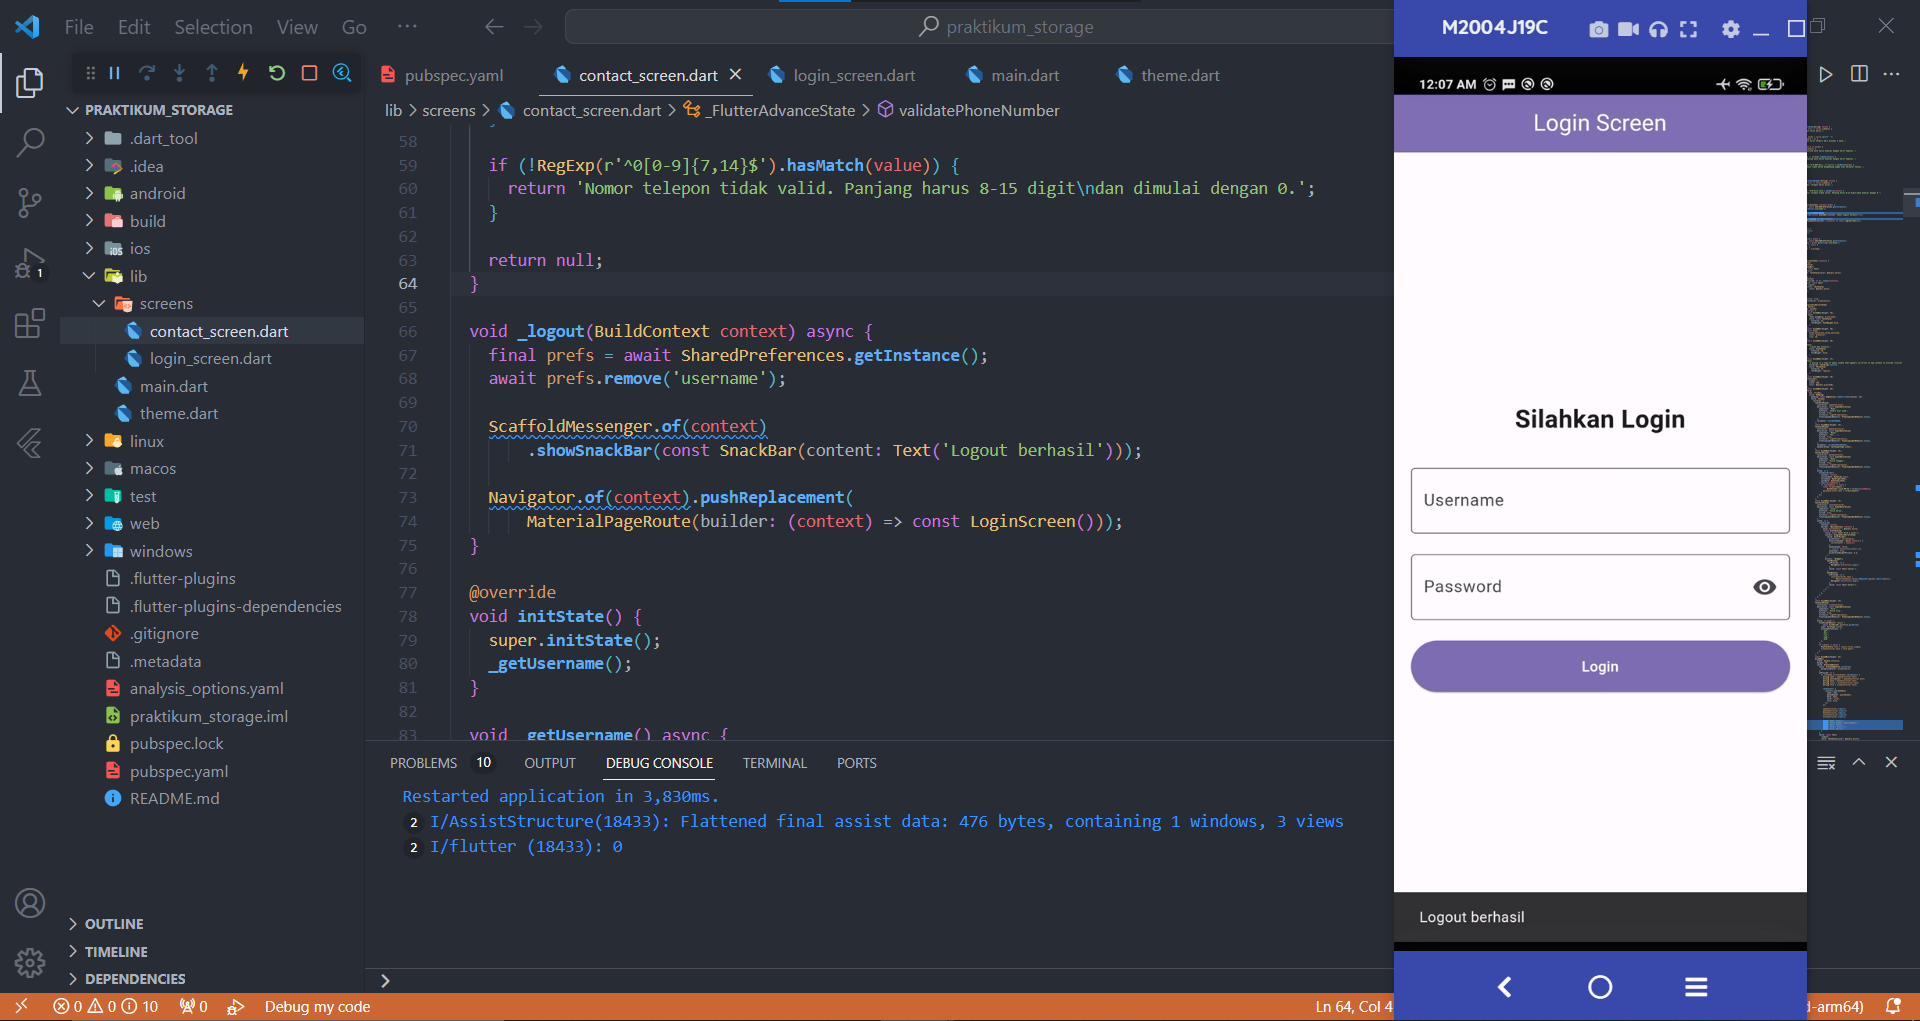 File Edit Selection View Go ··· praktikum_storage
pubspec.yaml contact_screen.dart login_screen.dart main.dart theme.dart
lib > screens > contact_screen.dart > _FlutterAdvanceState > validatePhoneNumber
PRAKTIKUM_STORAGE
.dart_tool
.idea
android
build
ios
lib
screens
contact_screen.dart
login_screen.dart
main.dart
theme.dart
linux
macos
test
web
windows
.flutter-plugins
.flutter-plugins-dependencies
.gitignore
.metadata
analysis_options.yaml
praktikum_storage.iml
pubspec.lock
pubspec.yaml
README.md
OUTLINE
TIMELINE
DEPENDENCIES
1
58
59 if (!RegExp(r'^0[0-9]{7,14}$').hasMatch(value)) {
60 return 'Nomor telepon tidak valid. Panjang harus 8-15 digit\ndan dimulai dengan 0.';
61 }
62
63 return null;
64 }
65
66 void _logout(BuildContext context) async {
67 final prefs = await SharedPreferences.getInstance();
68 await prefs.remove('username');
69
70 ScaffoldMessenger.of(context)
71 .showSnackBar(const SnackBar(content: Text('Logout berhasil')));
72
73 Navigator.of(context).pushReplacement(
74 MaterialPageRoute(builder: (context) => const LoginScreen()));
75 }
76
77 @override
78 void initState() {
79 super.initState();
80 _getUsername();
81 }
82
83 void _getUsername() async {
PROBLEMS 10 OUTPUT DEBUG CONSOLE TERMINAL PORTS
Restarted application in 3,830ms.
2 I/AssistStructure(18433): Flattened final assist data: 476 bytes, containing 1 windows, 3 views
2 I/flutter (18433): 0
M2004J19C
12:07 AM
Login Screen
Silahkan Login
Username
Password
Login
Logout berhasil
0 0 10 0 Debug my code Ln 64, Col 4 d-arm64)